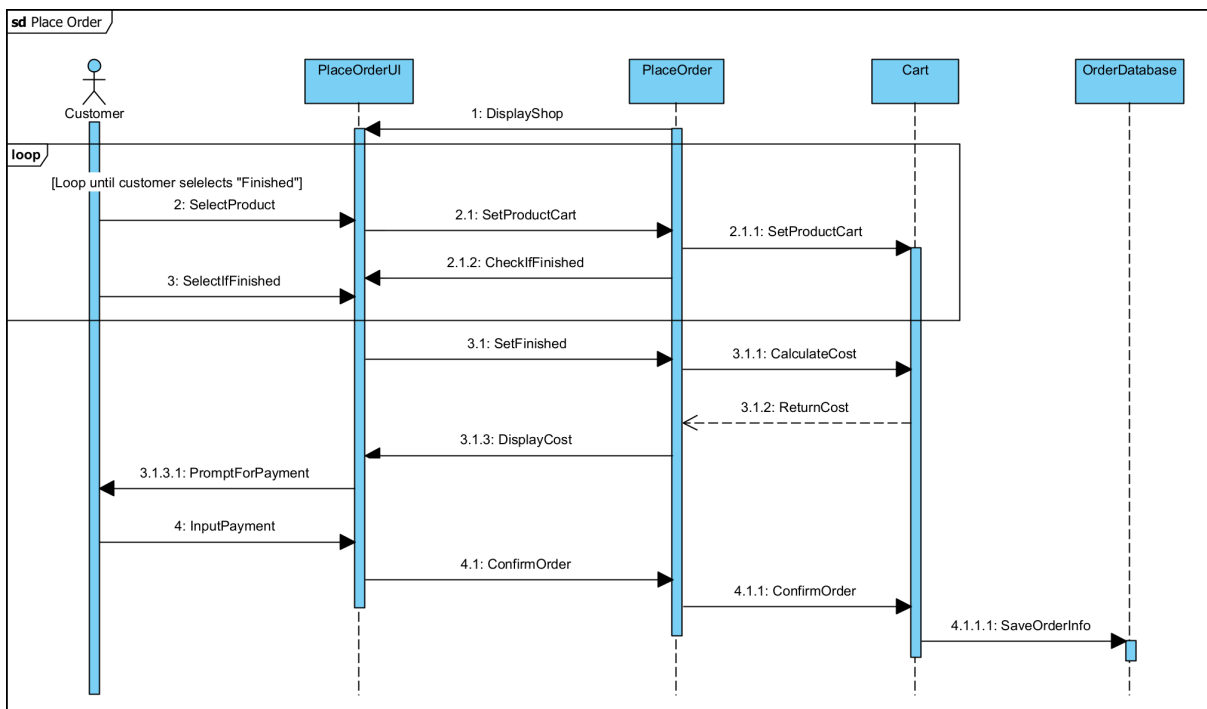 sd Place Order
PlaceOrderUI
PlaceOrder
Cart
OrderDatabase
Customer
1: DisplayShop
loop
[Loop until customer selelects "Finished"]
2: SelectProduct
2.1: SetProductCart
2.1.1: SetProductCart
2.1.2: CheckIfFinished
3: SelectIfFinished
3.1: SetFinished
3.1.1: CalculateCost
3.1.2: ReturnCost
3.1.3: DisplayCost
3.1.3.1: PromptForPayment
4: InputPayment
4.1: ConfirmOrder
4.1.1: ConfirmOrder
4.1.1.1: SaveOrderInfo